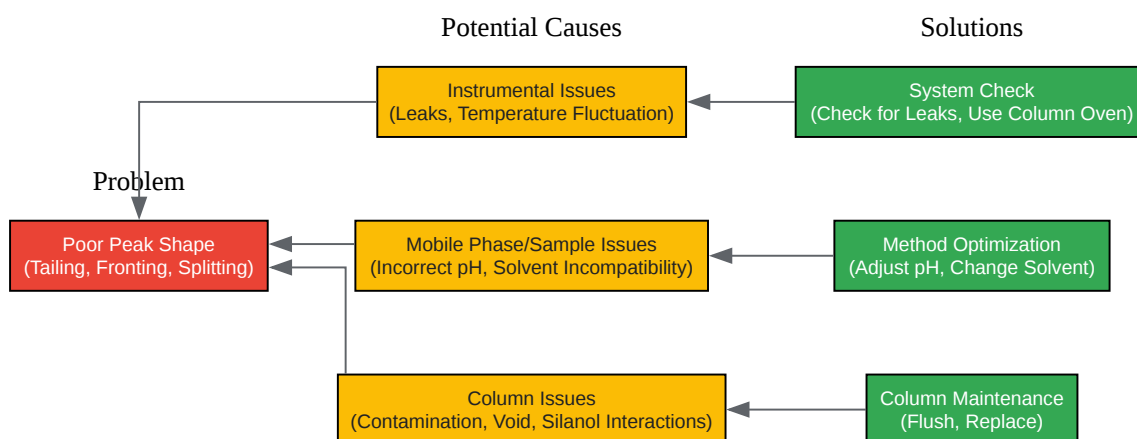 Potential Causes
Solutions
Instrumental Issues
(Leaks, Temperature Fluctuation)
System Check
(Check for Leaks, Use Column Oven)
Problem
Poor Peak Shape
(Tailing, Fronting, Splitting)
Mobile Phase/Sample Issues
(Incorrect pH, Solvent Incompatibility)
Method Optimization
(Adjust pH, Change Solvent)
Column Issues
(Contamination, Void, Silanol Interactions)
Column Maintenance
(Flush, Replace)